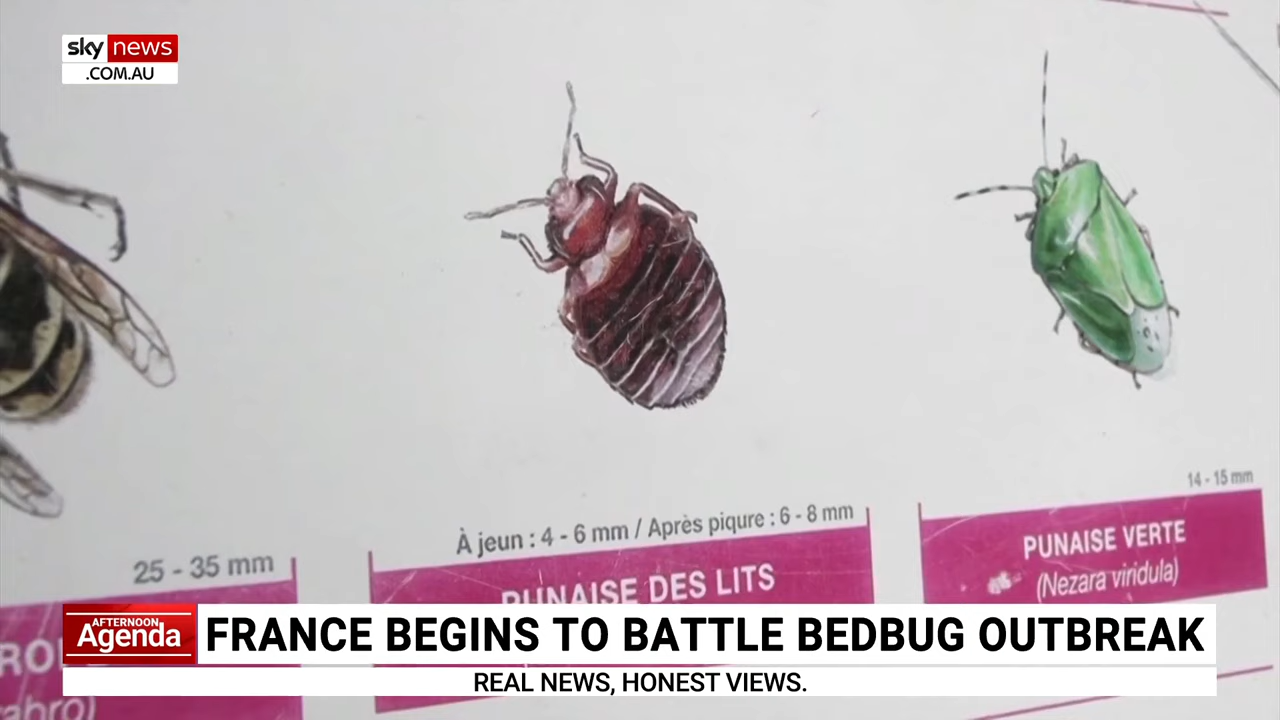 sky news
.COM.AU
14 - 15 mm
À jeun : 4 - 6 mm / Après piqure : 6 - 8 mm
25 - 35 mm
PUNAISE VERTE
(Nezara viridula)
PUNAISE DES LITS
AFTERNOON
Agenda
FRANCE BEGINS TO BATTLE BEDBUG OUTBREAK
REAL NEWS, HONEST VIEWS.